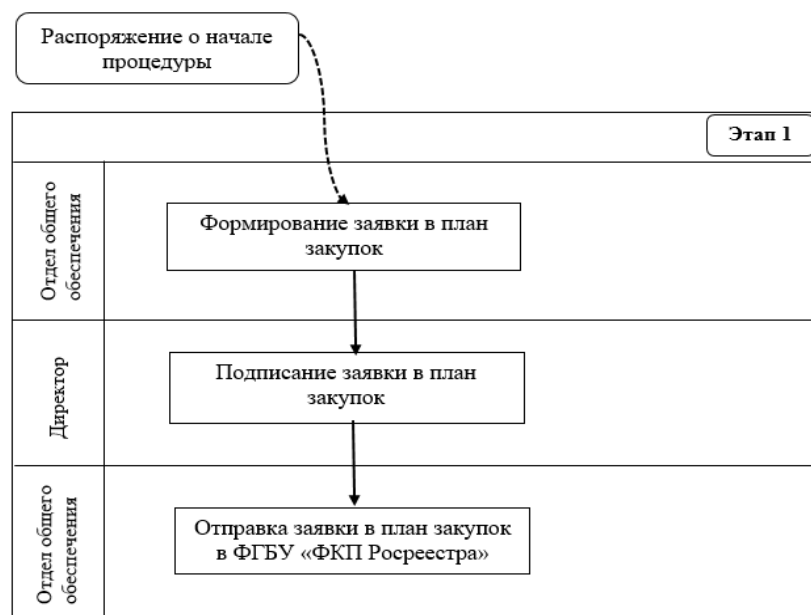 Распоряжение о начале
процедуры
Этап 1
Отдел общего
обеспечения
Формирование заявки в план
закупок
Директор
Подписание заявки в план
закупок
Отдел общего
обеспечения
Отправка заявки в план закупок
в ФГБУ «ФКП Росреестра»